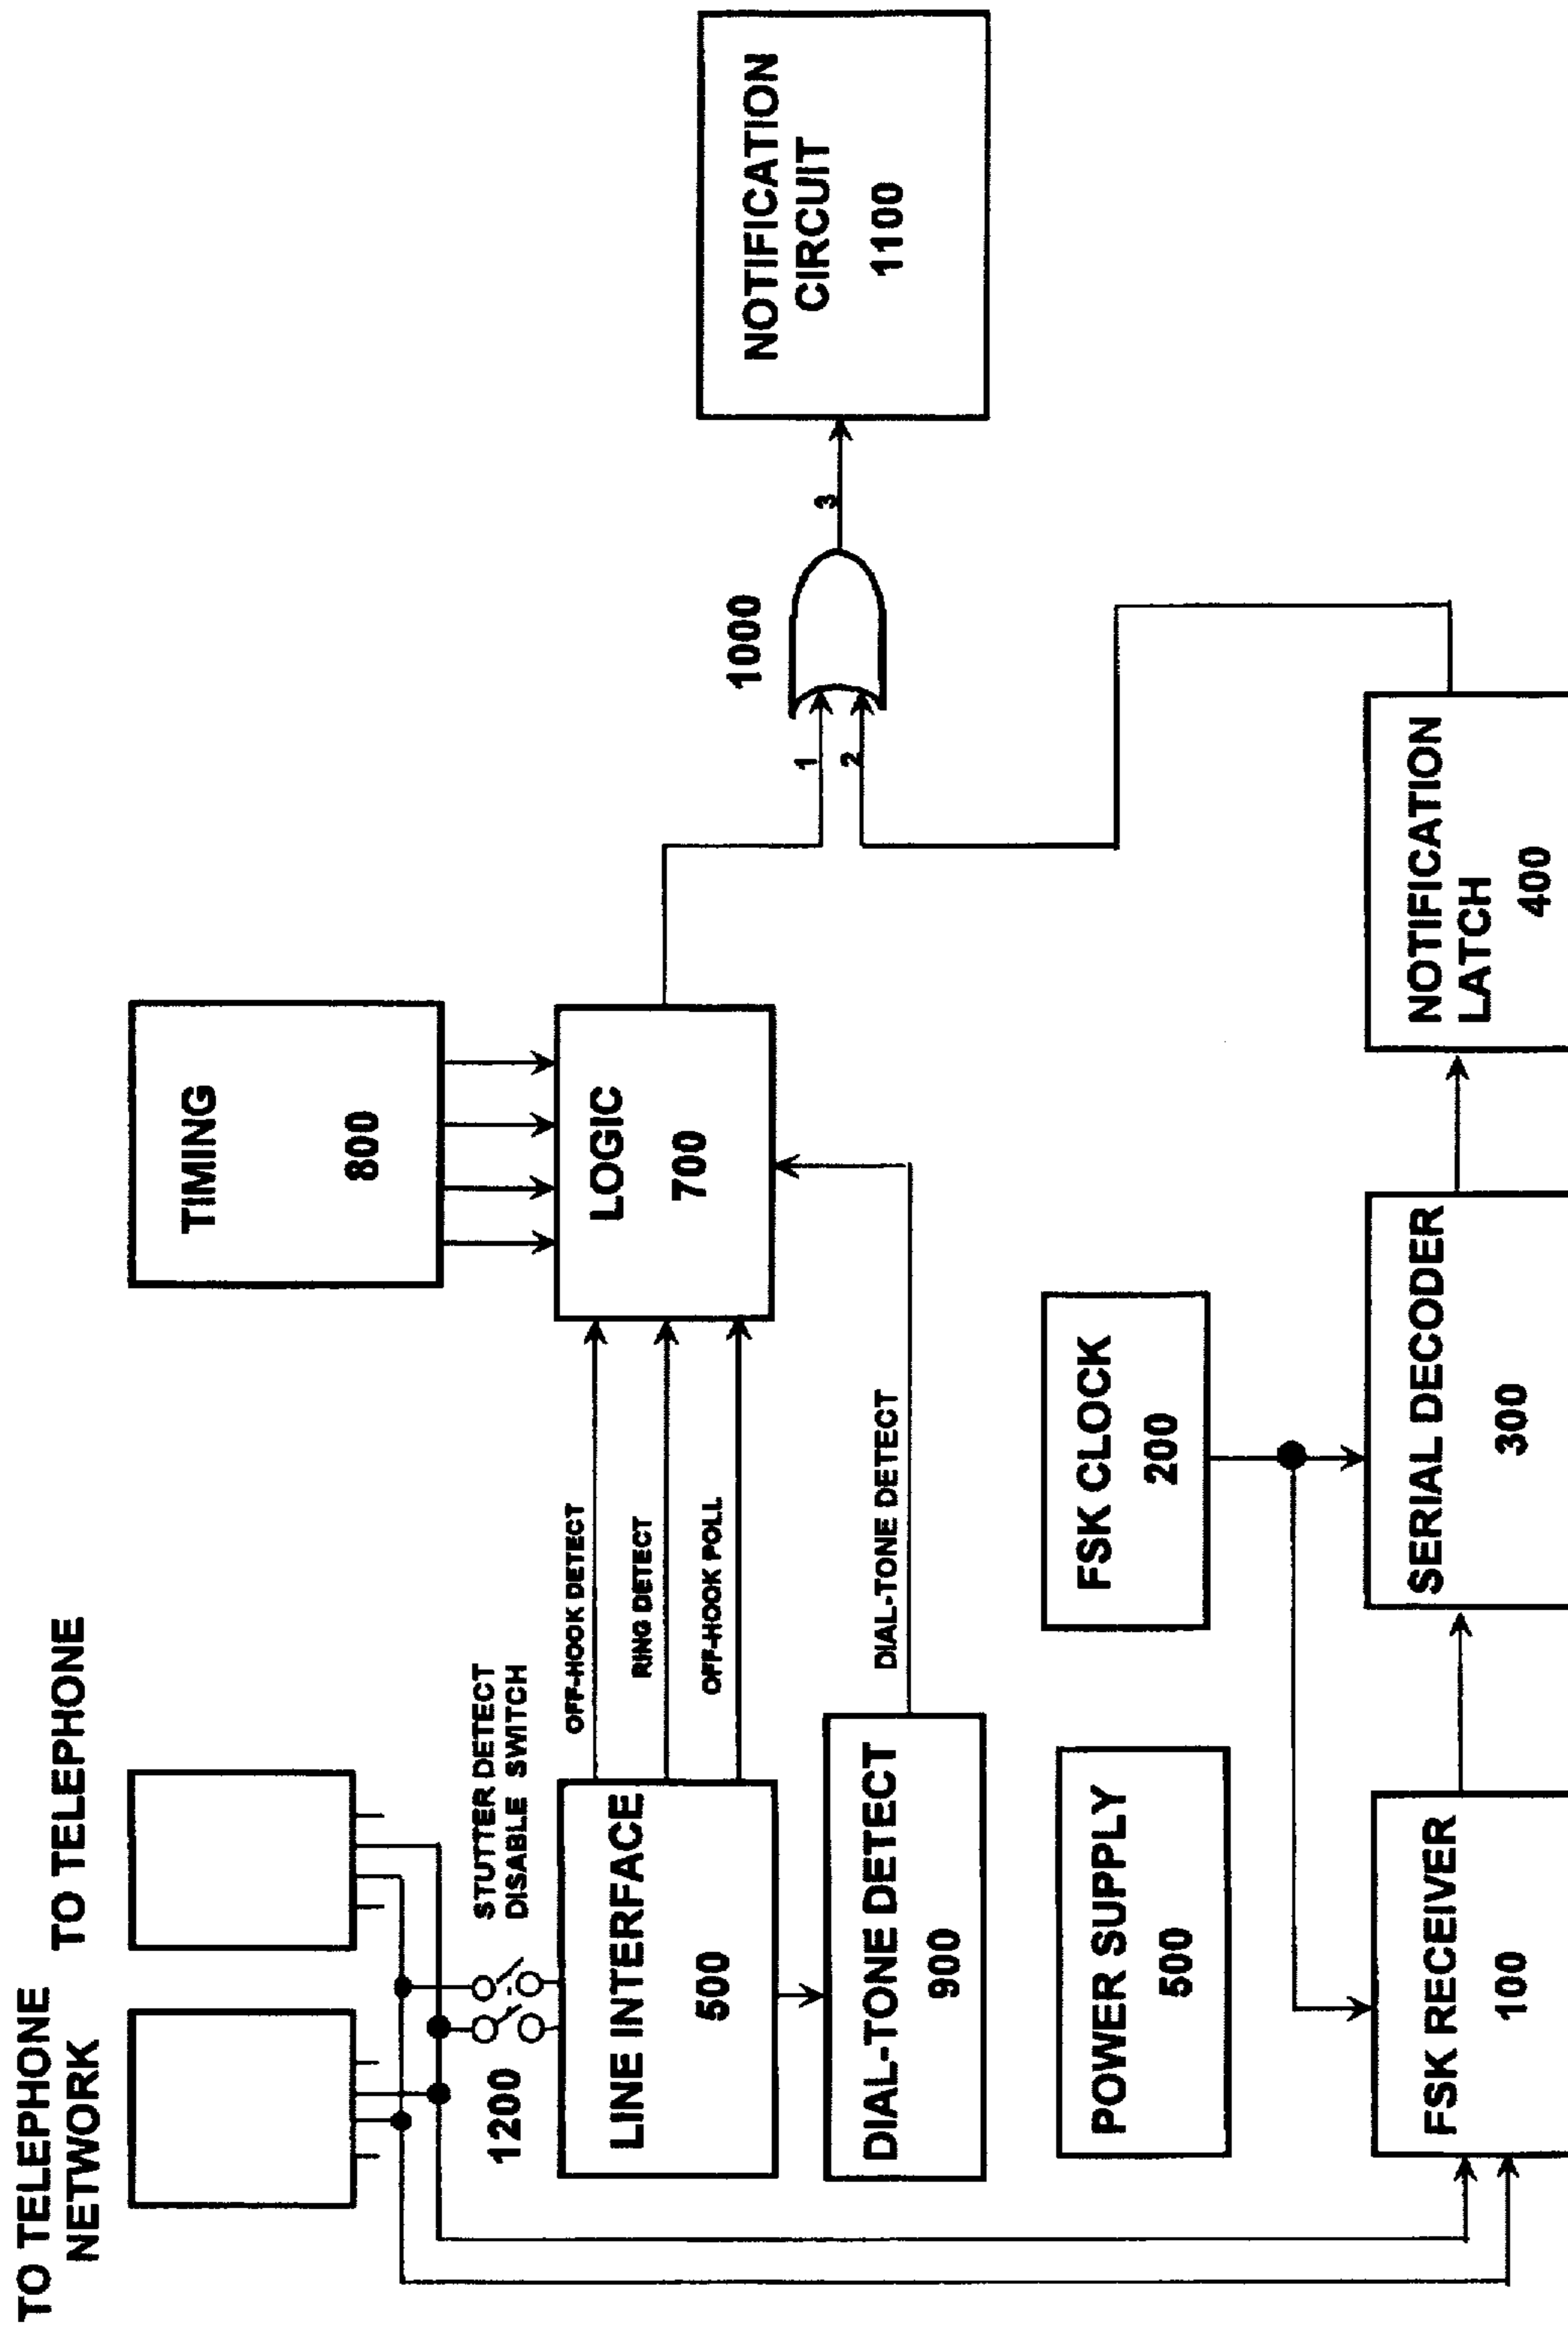 TO TELEPHONE
NETWORK
TO TELEPHONE
1200
STUTTER DETECT
DISABLE SWITCH
LINE INTERFACE
500
OFF-HOOK DETECT
RING DETECT
OFF-HOOK POLL
TIMING
800
LOGIC
700
DIAL-TONE DETECT
900
DIAL-TONE DETECT
1000
1
2
3
NOTIFICATION
CIRCUIT
1100
POWER SUPPLY
500
FSK CLOCK
200
FSK RECEIVER
100
SERIAL DECODER
300
NOTIFICATION
LATCH
400